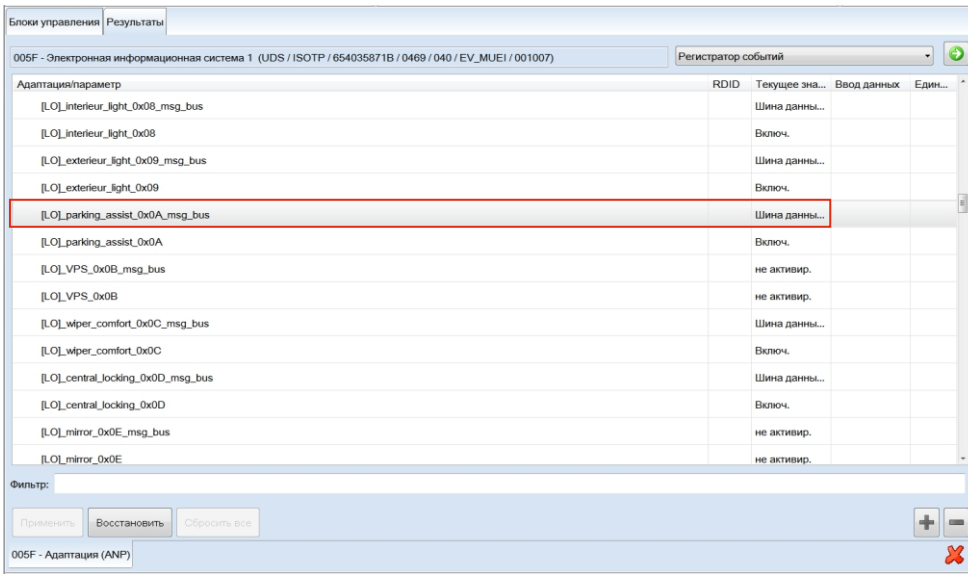 Блоки управления Результаты
005F - Электронная информационная система 1 (UDS / ISOTP / 654035871B / 0469 / 040 / EV_MUEI / 001007) Регистратор событий
Адаптация/параметр RDID Текущее зна... Ввод данных Един...
[LO]_interieur_light_0x08_msg_bus Шина данны...
[LO]_interieur_light_0x08 Включ.
[LO]_exterieur_light_0x09_msg_bus Шина данны...
[LO]_exterieur_light_0x09 Включ.
[LO]_parking_assist_0x0A_msg_bus Шина данны...
[LO]_parking_assist_0x0A Включ.
[LO]_VPS_0x0B_msg_bus не активир.
[LO]_VPS_0x0B не активир.
[LO]_wiper_comfort_0x0C_msg_bus Шина данны...
[LO]_wiper_comfort_0x0C Включ.
[LO]_central_locking_0x0D_msg_bus Шина данны...
[LO]_central_locking_0x0D Включ.
[LO]_mirror_0x0E_msg_bus не активир.
[LO]_mirror_0x0E не активир.
Фильтр:
Применить Восстановить Сбросить все
005F - Адаптация (ANP)